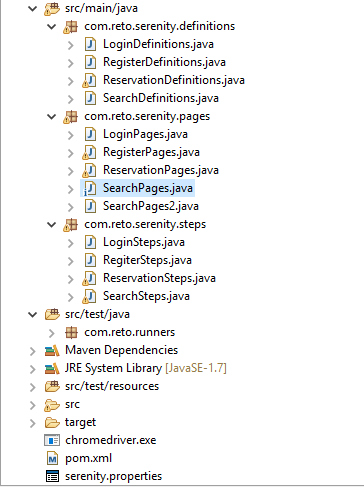 src/main/java
com.reto.serenity.definitions
LoginDefinitions.java
RegisterDefinitions.java
ReservationDefinitions.java
SearchDefinitions.java
com.reto.serenity.pages
LoginPages.java
RegisterPages.java
ReservationPages.java
SearchPages.java
SearchPages2.java
com.reto.serenity.steps
LoginSteps.java
RegiterSteps.java
ReservationSteps.java
SearchSteps.java
src/test/java
com.reto.runners
Maven Dependencies
JRE System Library [JavaSE-1.7]
src/test/resources
src
target
chromedriver.exe
pom.xml
serenity.properties